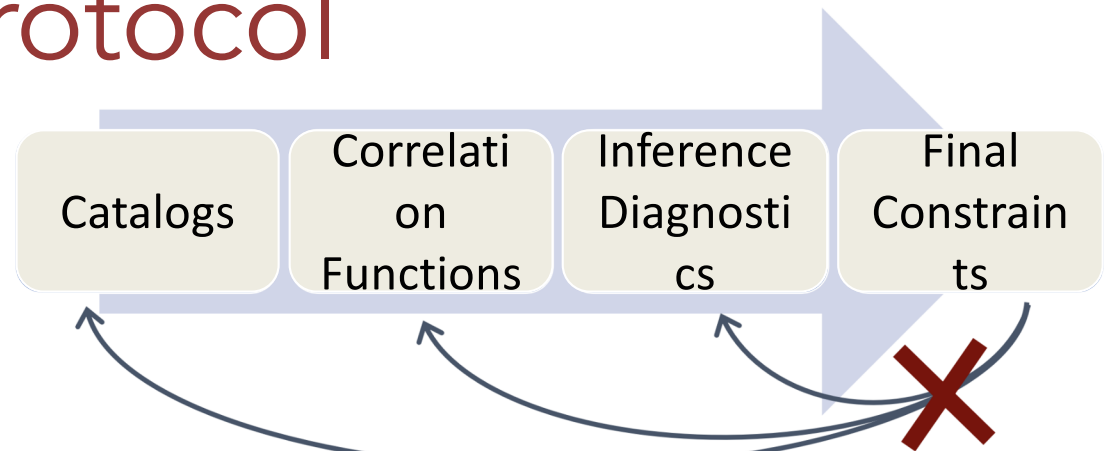 rotocol
Catalogs
Correlati
on
Functions
Inference
Diagnosti
cs
Final
Constrain
ts